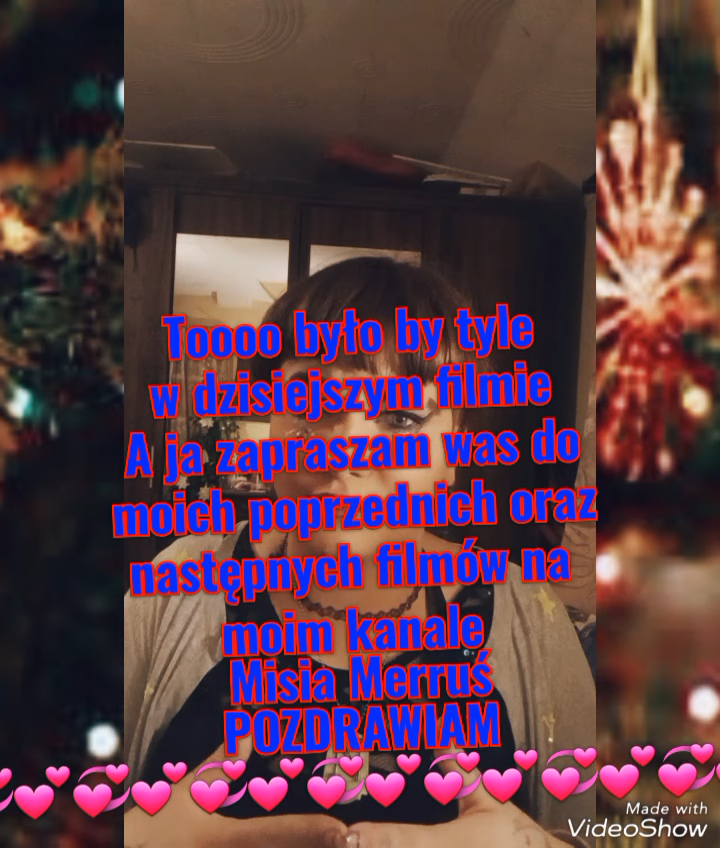 Toooo było by tyle
w dzisiejszym filmie
A ja zapraszam was do
moich poprzednich oraz
następnych filmów na
moim kanale
Misia Merruś
POZDRAWIAM
Made with
VideoShow